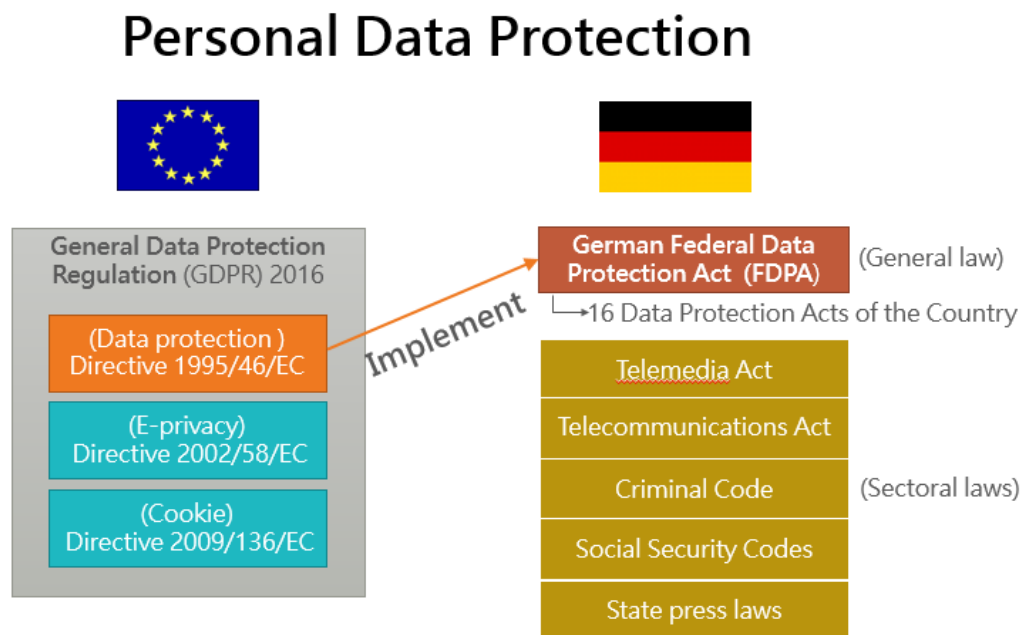 Personal Data Protection
General Data Protection
Regulation (GDPR) 2016
(Data protection )
Directive 1995/46/EC
(E-privacy)
Directive 2002/58/EC
(Cookie)
Directive 2009/136/EC
Implement
German Federal Data
Protection Act (FDPA)
(General law)
16 Data Protection Acts of the Country
Telemedia Act
Telecommunications Act
Criminal Code
(Sectoral laws)
Social Security Codes
State press laws